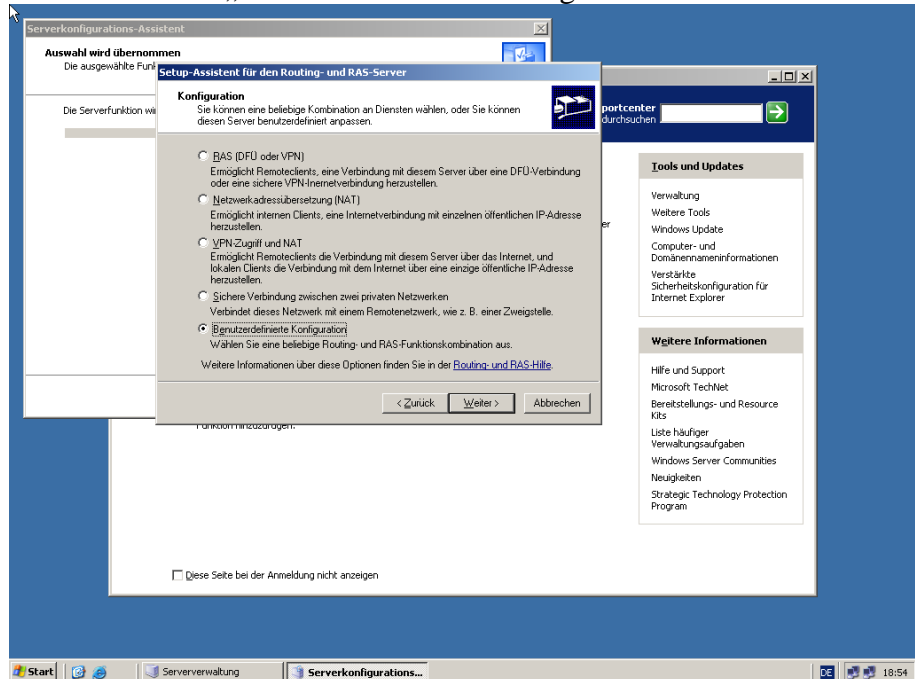 Serverkonfigurations-Assistent
Auswahl wird übernommen
Die ausgewählte Funk
Die Serverfunktion wi
Setup-Assistent für den Routing- und RAS-Server
Konfiguration
Sie können eine beliebige Kombination an Diensten wählen, oder Sie können
diesen Server benutzerdefiniert anpassen.
RAS (DFÜ oder VPN)
Ermöglicht Remoteclients, eine Verbindung mit diesem Server über eine DFÜ-Verbindung
oder eine sichere VPN-Inernetverbindung herzustellen.
Netzwerkadressübersetzung (NAT)
Ermöglicht internen Clients, eine Internetverbindung mit einzelnen öffentlichen IP-Adresse
herzustellen.
VPN-Zugriff und NAT
Ermöglicht Remoteclients die Verbindung mit diesem Server über das Internet, und
lokalen Clients die Verbindung mit dem Internet über eine einzige öffentliche IP-Adresse
herzustellen.
Sichere Verbindung zwischen zwei privaten Netzwerken
Verbindet dieses Netzwerk mit einem Remotenetzwerk, wie z. B. einer Zweigstelle.
Benutzerdefinierte Konfiguration
Wählen Sie eine beliebige Routing- und RAS-Funktionskombination aus.
Weitere Informationen über diese Optionen finden Sie in der Routing- und RAS-Hilfe.
< Zurück Weiter > Abbrechen
portcenter
durchsuchen
er
Tools und Updates
Verwaltung
Weitere Tools
Windows Update
Computer- und
Domänennameninformationen
Verstärkte
Sicherheitskonfiguration für
Internet Explorer
Weitere Informationen
Hilfe und Support
Microsoft TechNet
Bereitstellungs- und Resource
Kits
Liste häufiger
Verwaltungsaufgaben
Windows Server Communities
Neuigkeiten
Strategic Technology Protection
Program
Funktion hinzuzufügen.
Diese Seite bei der Anmeldung nicht anzeigen
Start Serververwaltung Serverkonfigurations... DE 18:54